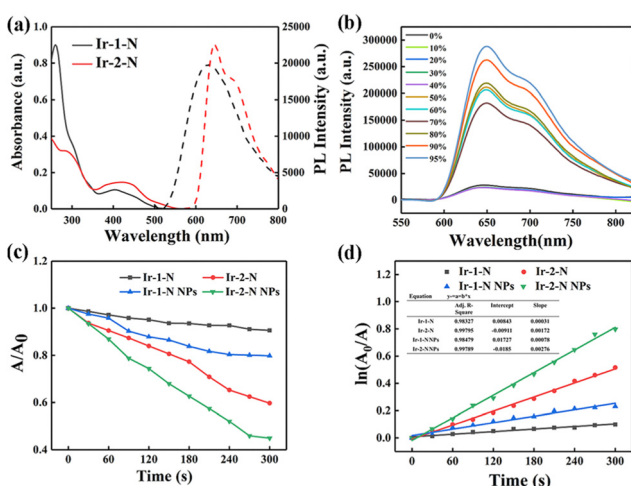 (a)
Ir-1-N
Ir-2-N
Absorbance (a.u.)
1.0
0.8
0.6
0.4
0.2
0.0
25000
20000
15000
10000
5000
0
PL Intensity (a.u.)
300 400 500 600 700 800
Wavelength (nm)
(b)
PL Intensity (a.u.)
350000
300000
250000
200000
150000
100000
50000
0
0%
10%
20%
30%
40%
50%
60%
70%
80%
90%
95%
550 600 650 700 750 800
Wavelength(nm)
(c)
Ir-1-N Ir-2-N
Ir-1-N NPs Ir-2-N NPs
A/A0
1.2
1.0
0.8
0.6
0.4
0 60 120 180 240 300
Time (s)
(d)
Ir-1-N Ir-2-N
Ir-1-N NPs Ir-2-N NPs
ln(A0/A)
1.4
1.2
1.0
0.8
0.6
0.4
0.2
0.0
Equation y=a+b*x
Adj. R-Square Intercept Slope
Ir-1-N 0.98327 0.00843 0.00031
Ir-2-N 0.99795 -0.00911 0.00172
Ir-1-NNPs 0.98479 0.01727 0.00078
Ir-2-NNPs 0.99789 -0.0185 0.00276
0 60 120 180 240 300
Time (s)